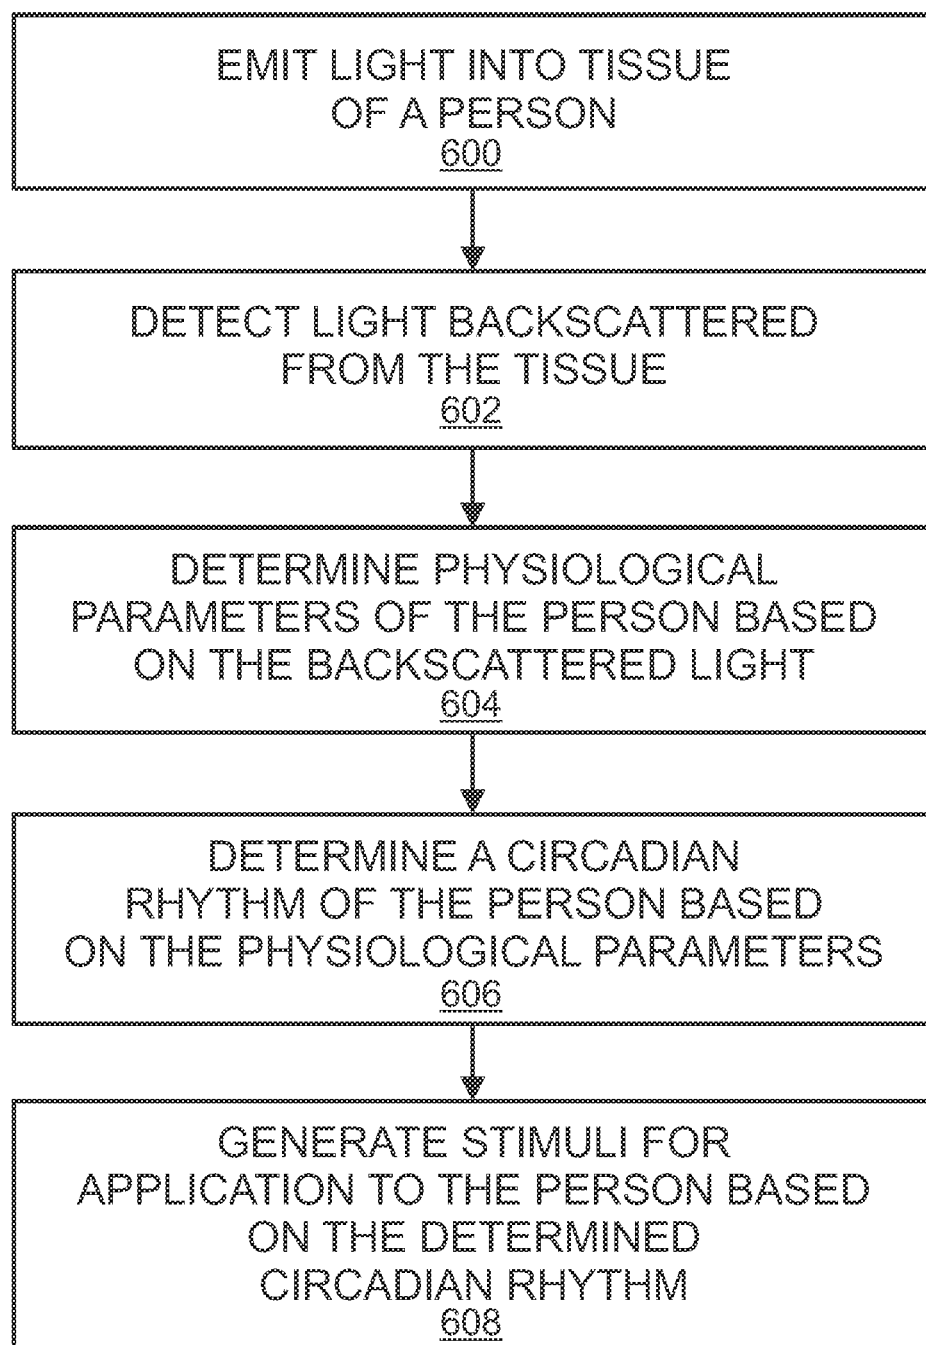 EMIT LIGHT INTO TISSUE
OF A PERSON
600
DETECT LIGHT BACKSCATTERED
FROM THE TISSUE
602
DETERMINE PHYSIOLOGICAL
PARAMETERS OF THE PERSON BASED
ON THE BACKSCATTERED LIGHT
604
DETERMINE A CIRCADIAN
RHYTHM OF THE PERSON BASED
ON THE PHYSIOLOGICAL PARAMETERS
606
GENERATE STIMULI FOR
APPLICATION TO THE PERSON BASED
ON THE DETERMINED
CIRCADIAN RHYTHM
608